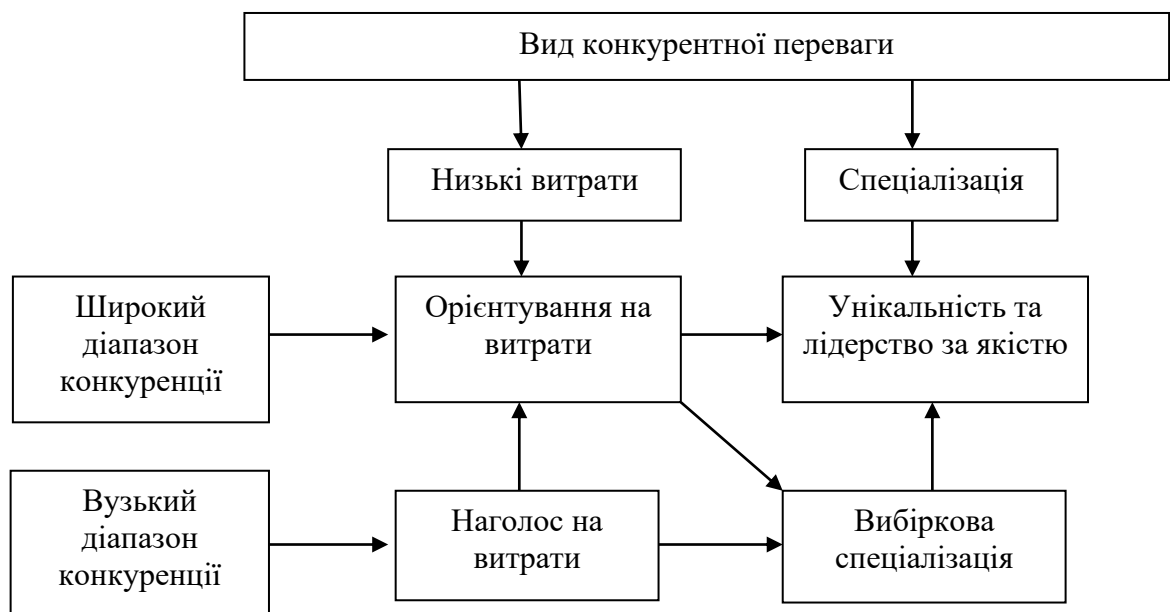 Вид конкурентної переваги
Низькі витрати
Спеціалізація
Широкий
діапазон
конкуренції
Орієнтування на
витрати
Унікальність та
лідерство за якістю
Вузький
діапазон
конкуренції
Наголос на
витрати
Вибіркова
спеціалізація